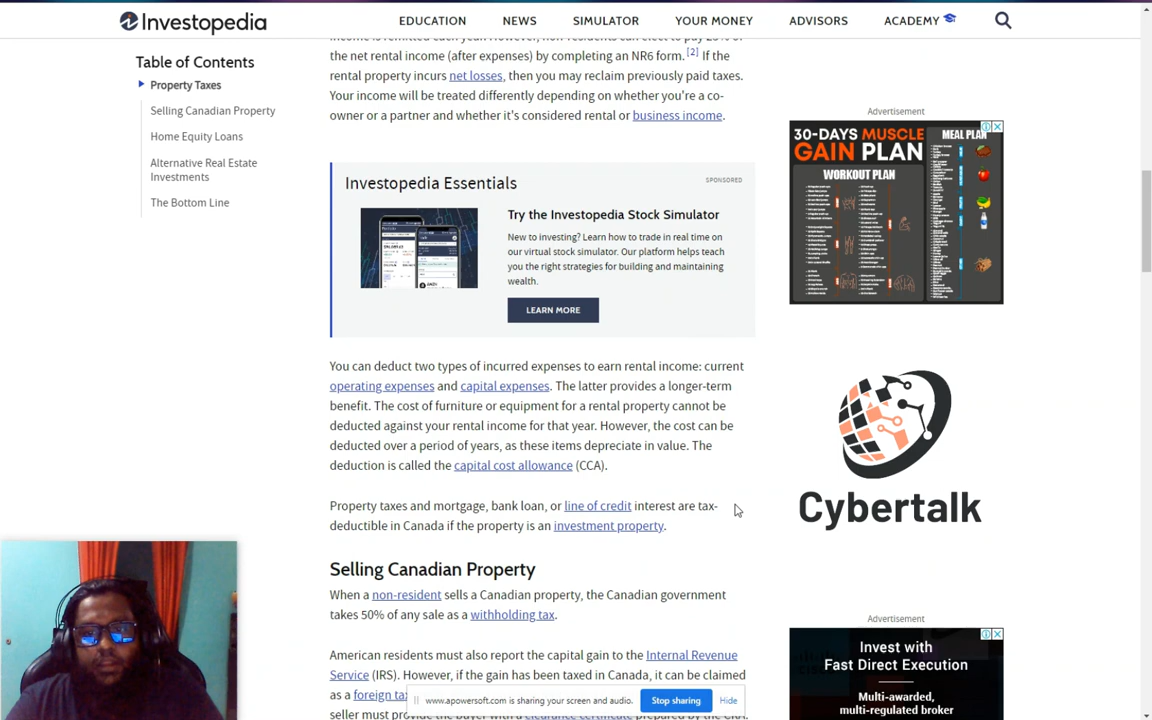 Investopedia
EDUCATION NEWS SIMULATOR YOUR MONEY ADVISORS ACADEMY
Table of Contents
Property Taxes
Selling Canadian Property
Home Equity Loans
Alternative Real Estate
Investments
The Bottom Line
the net rental income (after expenses) by completing an NR6 form. [2] If the
rental property incurs net losses, then you may reclaim previously paid taxes.
Your income will be treated differently depending on whether you're a co-
owner or a partner and whether it's considered rental or business income.
Investopedia Essentials
SPONSORED
Try the Investopedia Stock Simulator
New to investing? Learn how to trade in real time on
our virtual stock simulator. Our platform helps teach
you the right strategies for building and maintaining
wealth.
LEARN MORE
You can deduct two types of incurred expenses to earn rental income: current
operating expenses and capital expenses. The latter provides a longer-term
benefit. The cost of furniture or equipment for a rental property cannot be
deducted against your rental income for that year. However, the cost can be
deducted over a period of years, as these items depreciate in value. The
deduction is called the capital cost allowance (CCA).
Property taxes and mortgage, bank loan, or line of credit interest are tax-
deductible in Canada if the property is an investment property.
Selling Canadian Property
When a non-resident sells a Canadian property, the Canadian government
takes 50% of any sale as a withholding tax.
American residents must also report the capital gain to the Internal Revenue
Service (IRS). However, if the gain has been taxed in Canada, it can be claimed
as a foreign
seller must provide the buyer with a clearance certificate prepared by the CRA.
www.apowersoft.com is sharing your screen and audio. Stop sharing Hide
Advertisement
30-DAYS MUSCLE
GAIN PLAN
WORKOUT PLAN
MEAL PLAN
Cybertalk
Advertisement
Invest with
Fast Direct Execution
Multi-awarded,
multi-regulated broker